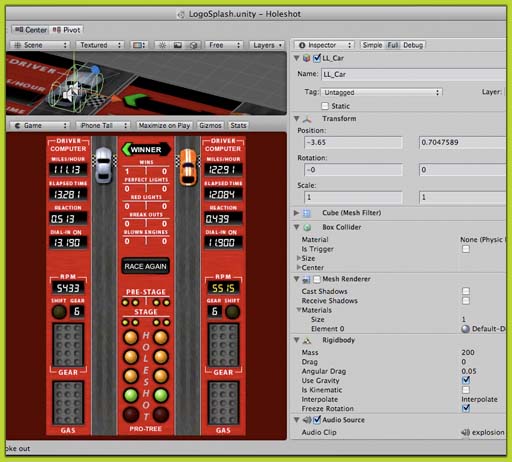 LogoSplash.unity – Holeshot
Center Pivot
Scene Textured Free Layers
Game iPhone Tall Maximize on Play Gizmos Stats
DRIVER
COMPUTER
MILES/HOUR
111.13
ELAPSED TIME
13.281
REACTION
0.513
DIAL-IN ON
13.190
RPM
5433
SHIFT GEAR
6
GEAR
GAS
WINNER
WINS
1 0
PERFECT LIGHTS
0 0
RED LIGHTS
0 0
BREAK OUTS
0 0
BLOWN ENGINES
0 0
RACE AGAIN
PRE-STAGE
STAGE
HOLESHOT
PRO-TREE
DRIVER
COMPUTER
MILES/HOUR
122.91
ELAPSED TIME
12.084
REACTION
0.439
DIAL-IN ON
11.900
RPM
5515
SHIFT GEAR
6
GEAR
GAS
oke out
Inspector Simple Full Debug
LL_Car
Name: LL_Car
Tag: Untagged Layer:
Static
Transform
Position:
-3.65 0.7047589
Rotation:
-0 0
Scale:
1 1
Cube (Mesh Filter)
Box Collider
Material None (Physic
Is Trigger
Size
Center
Mesh Renderer
Cast Shadows
Receive Shadows
Materials
Size 1
Element 0 Default-D
Rigidbody
Mass 200
Drag 0
Angular Drag 0.05
Use Gravity
Is Kinematic
Interpolate Interpolate
Freeze Rotation
Audio Source
Audio Clip explosion